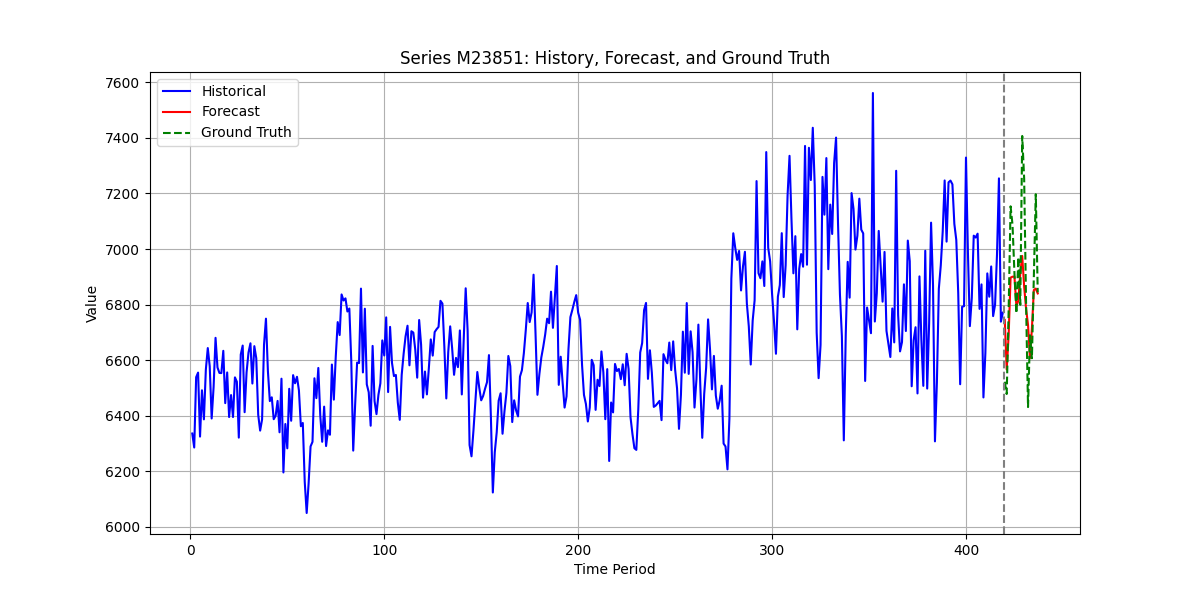 Series M23851: History, Forecast, and Ground Truth
Historical
Forecast
Ground Truth
7600
7400
7200
7000
6800
6600
6400
6200
6000
Value
0
100
200
300
400
Time Period